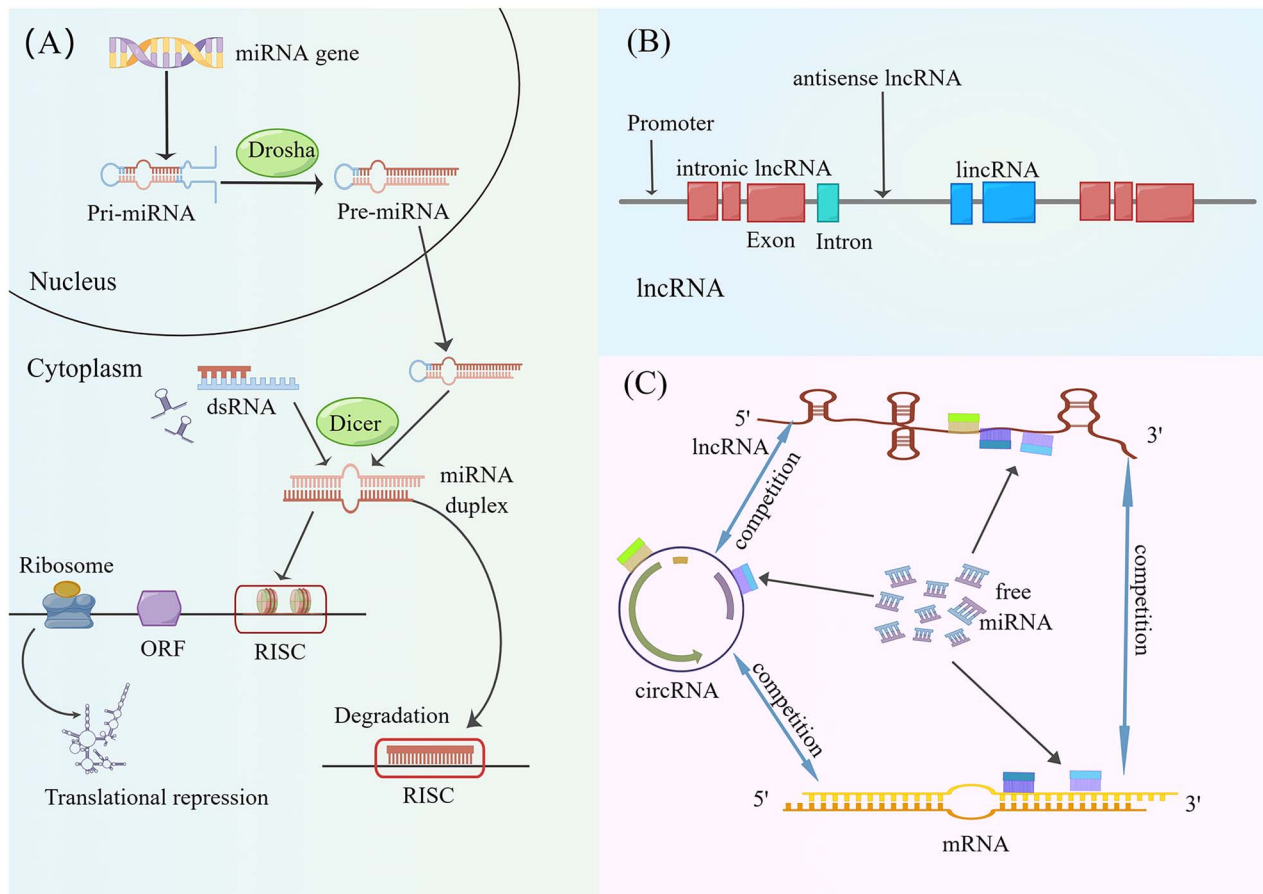 (A)
miRNA gene
Drosha
Pri-miRNA
Pre-miRNA
Nucleus
Cytoplasm
dsRNA
Dicer
miRNA
duplex
Ribosome
ORF
RISC
Degradation
RISC
Translational repression
(B)
antisense lncRNA
Promoter
intronic lncRNA
lincRNA
Exon
Intron
lncRNA
(C)
5'
3'
lncRNA
competition
free
miRNA
competition
circRNA
competition
5'
3'
mRNA